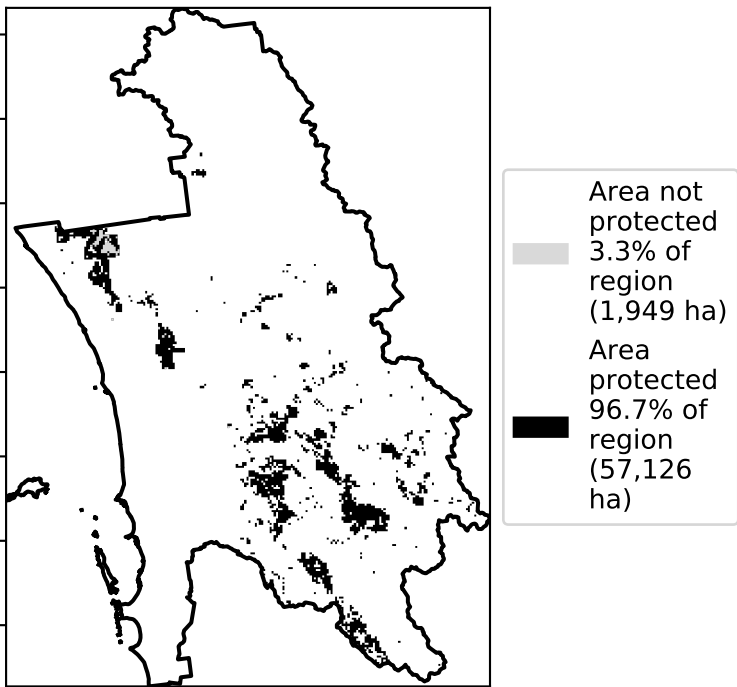 Area not
protected
3.3% of
region
(1,949 ha)
Area
protected
96.7% of
region
(57,126
ha)